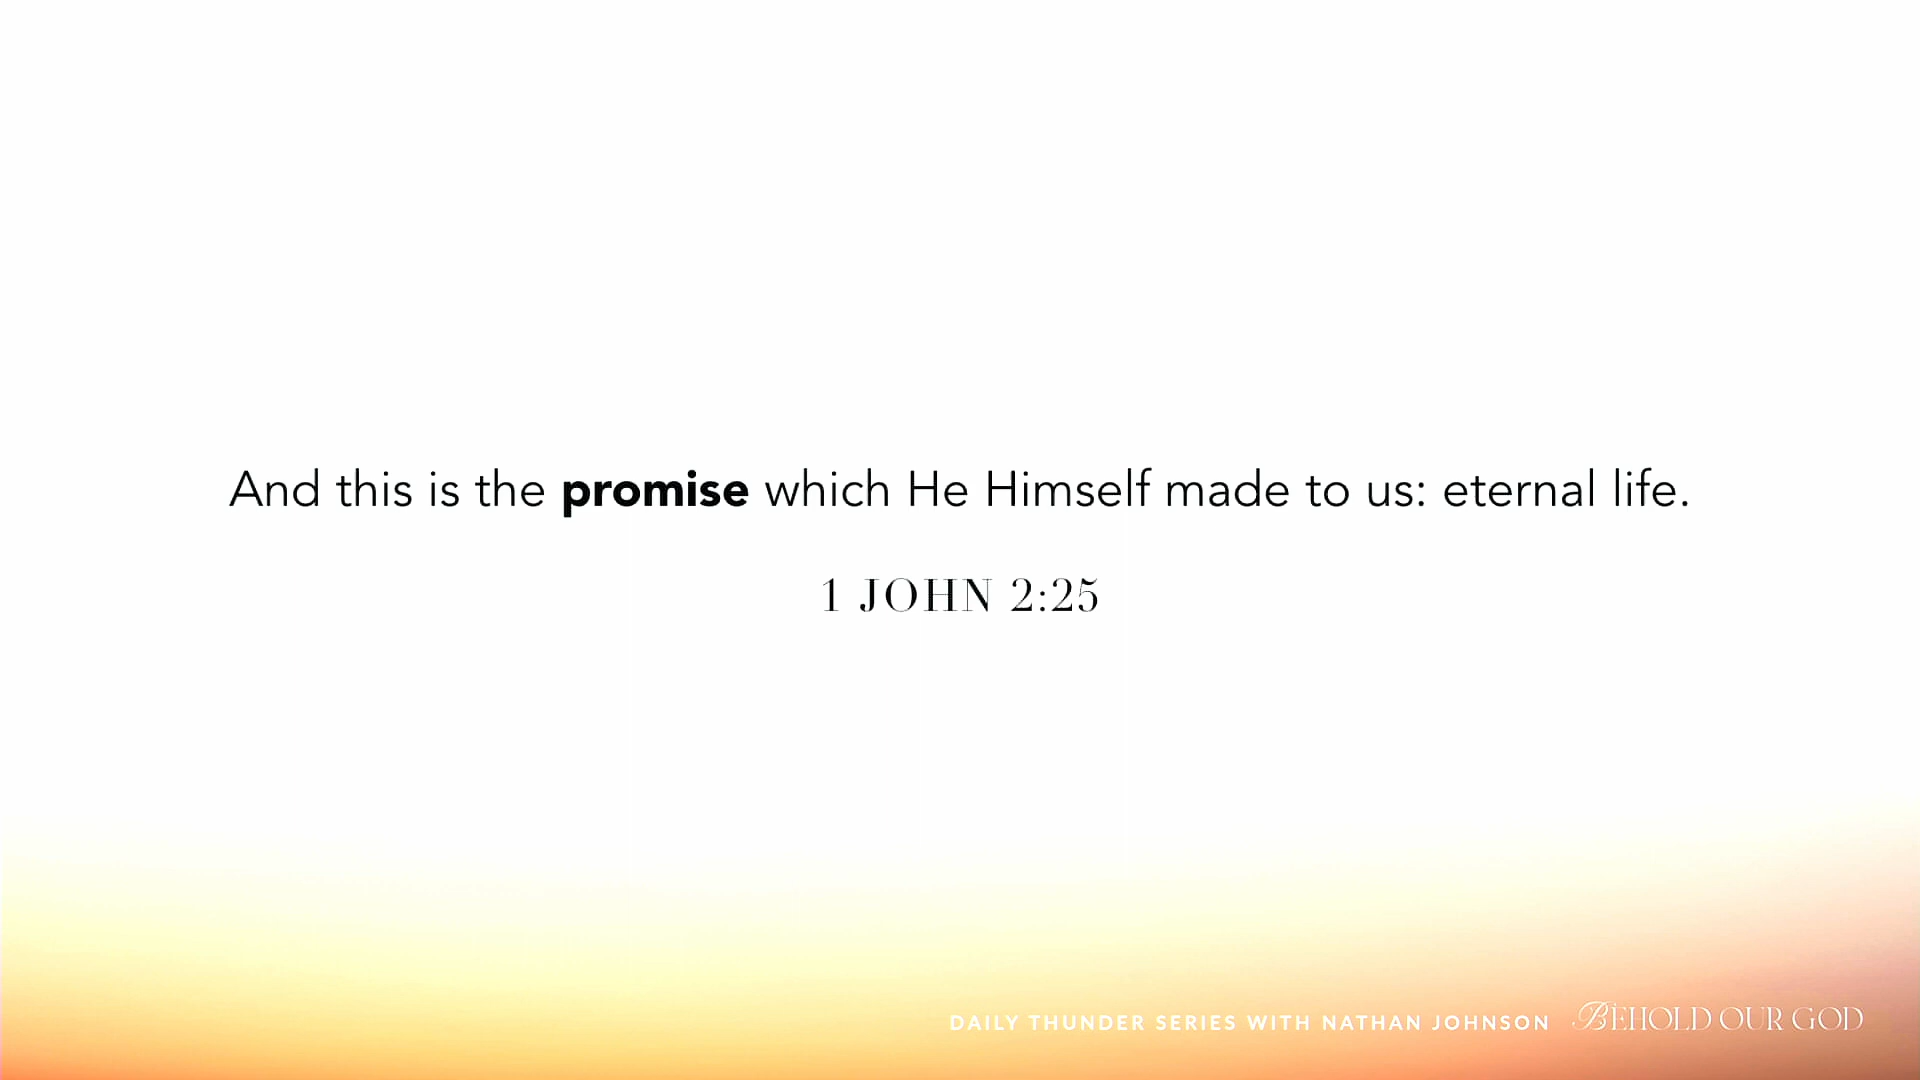 And this is the promise which He Himself made to us: eternal life.
1 JOHN 2:25
DAILY THUNDER SERIES WITH NATHAN JOHNSON BEHOLD OUR GOD